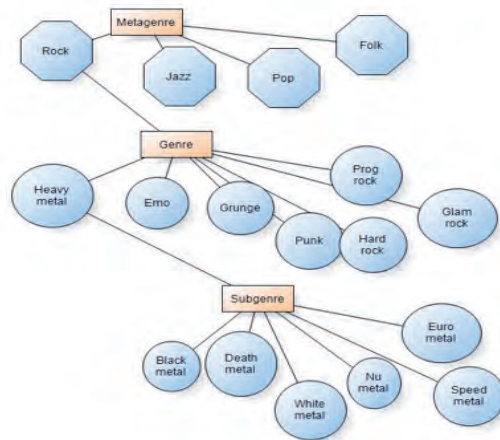 Metagenre
Rock
Folk
Jazz
Pop
Genre
Heavy
metal
Emo
Grunge
Punk
Hard
rock
Prog
rock
Glam
rock
Subgenre
Black
metal
Death
metal
White
metal
Nu
metal
Speed
metal
Euro
metal